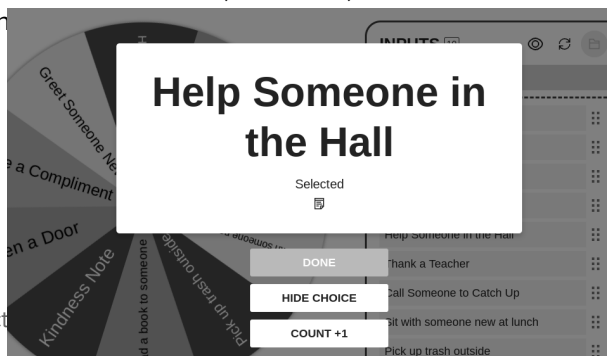 INPUTS
Help Someone in
the Hall
Selected
DONE
HIDE CHOICE
COUNT +1
Greet Someone New
a Compliment
en a Door
Kindness Note
d a book to someone
Pick up trash outside
Help Someone in the Hall
Thank a Teacher
Call Someone to Catch Up
Sit with someone new at lunch
Pick up trash outside